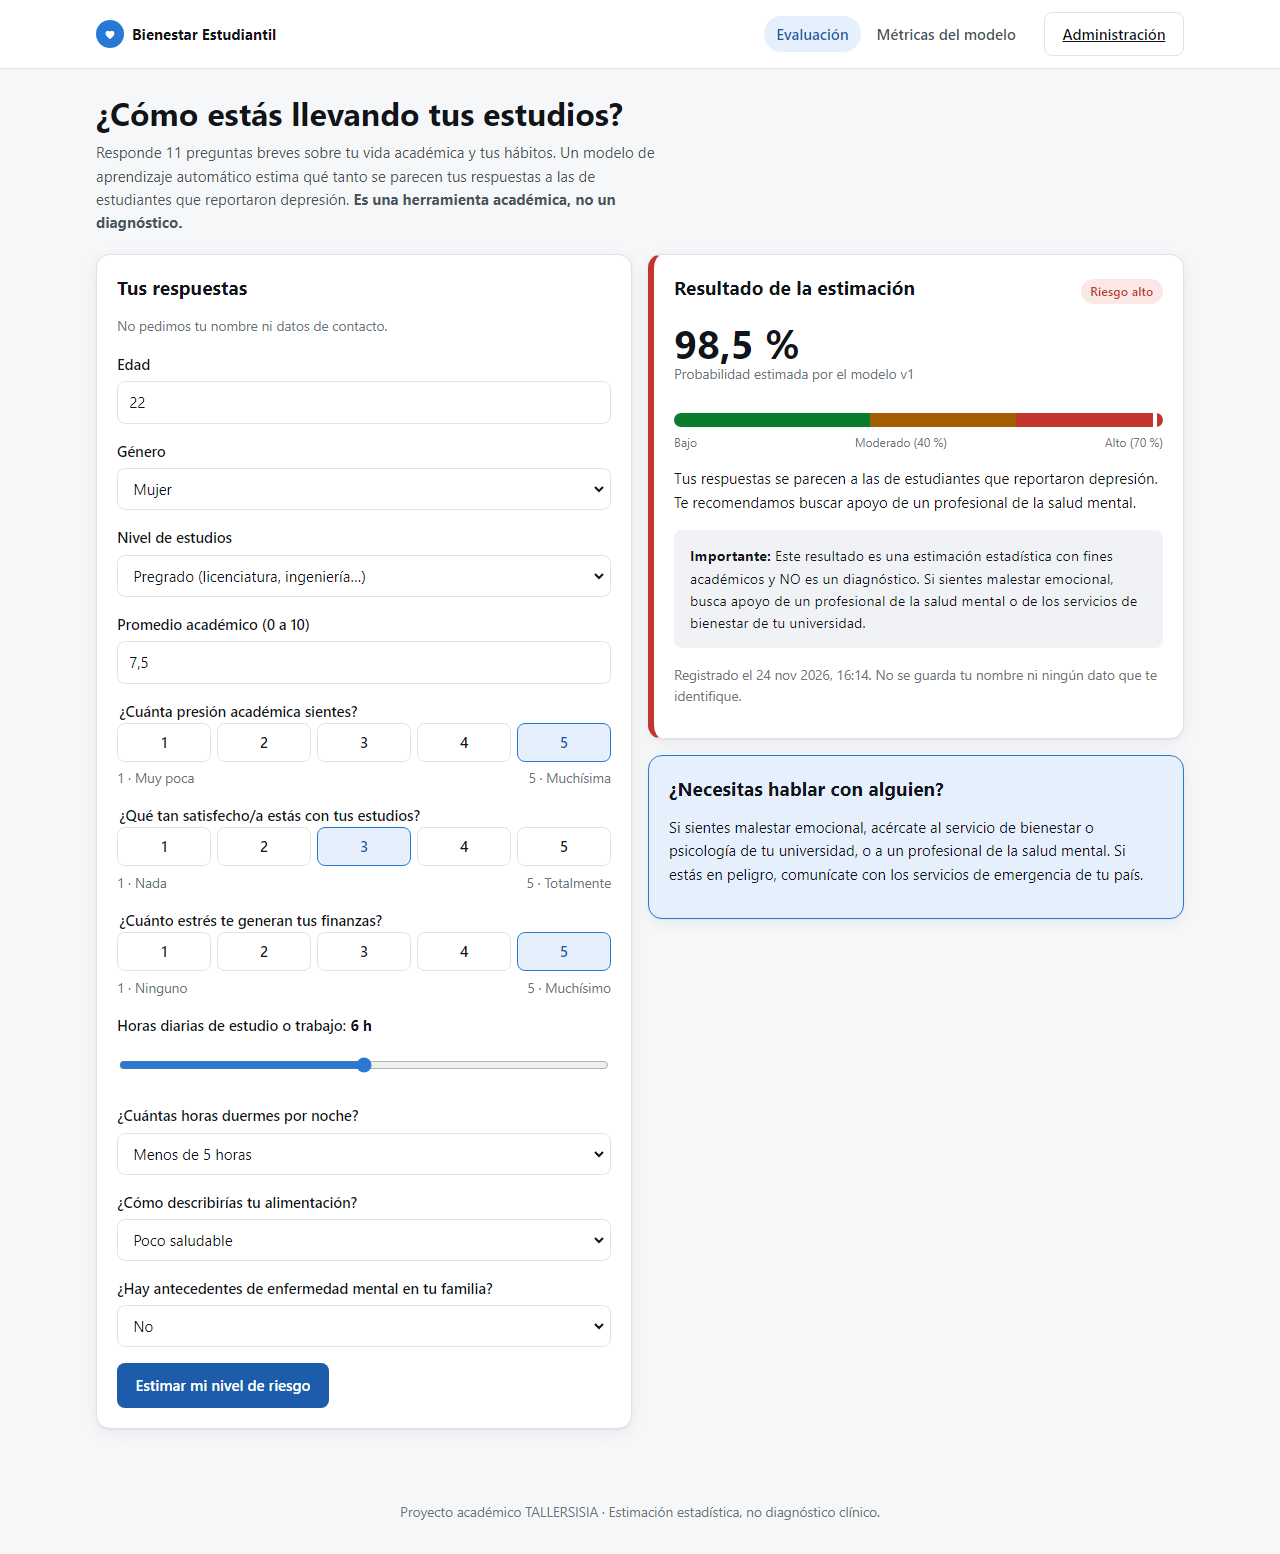 Bienestar Estudiantil
Evaluación
Métricas del modelo
Administración
¿Cómo estás llevando tus estudios?
Responde 11 preguntas breves sobre tu vida académica y tus hábitos. Un modelo de
aprendizaje automático estima qué tanto se parecen tus respuestas a las de
estudiantes que reportaron depresión. Es una herramienta académica, no un
diagnóstico.
Tus respuestas
No pedimos tu nombre ni datos de contacto.
Edad
22
Género
Mujer
Nivel de estudios
Pregrado (licenciatura, ingeniería...)
Promedio académico (0 a 10)
7,5
¿Cuánta presión académica sientes?
1 2 3 4 5
1 · Muy poca 5 · Muchísima
¿Qué tan satisfecho/a estás con tus estudios?
1 2 3 4 5
1 · Nada 5 · Totalmente
¿Cuánto estrés te generan tus finanzas?
1 2 3 4 5
1 · Ninguno 5 · Muchísimo
Horas diarias de estudio o trabajo: 6 h
¿Cuántas horas duermes por noche?
Menos de 5 horas
¿Cómo describirías tu alimentación?
Poco saludable
¿Hay antecedentes de enfermedad mental en tu familia?
No
Estimar mi nivel de riesgo
Resultado de la estimación
Riesgo alto
98,5 %
Probabilidad estimada por el modelo v1
Bajo Moderado (40 %) Alto (70 %)
Tus respuestas se parecen a las de estudiantes que reportaron depresión.
Te recomendamos buscar apoyo de un profesional de la salud mental.
Importante: Este resultado es una estimación estadística con fines
académicos y NO es un diagnóstico. Si sientes malestar emocional,
busca apoyo de un profesional de la salud mental o de los servicios de
bienestar de tu universidad.
Registrado el 24 nov 2026, 16:14. No se guarda tu nombre ni ningún dato que te
identifique.
¿Necesitas hablar con alguien?
Si sientes malestar emocional, acércate al servicio de bienestar o
psicología de tu universidad, o a un profesional de la salud mental. Si
estás en peligro, comunícate con los servicios de emergencia de tu país.
Proyecto académico TALLERSISIA · Estimación estadística, no diagnóstico clínico.